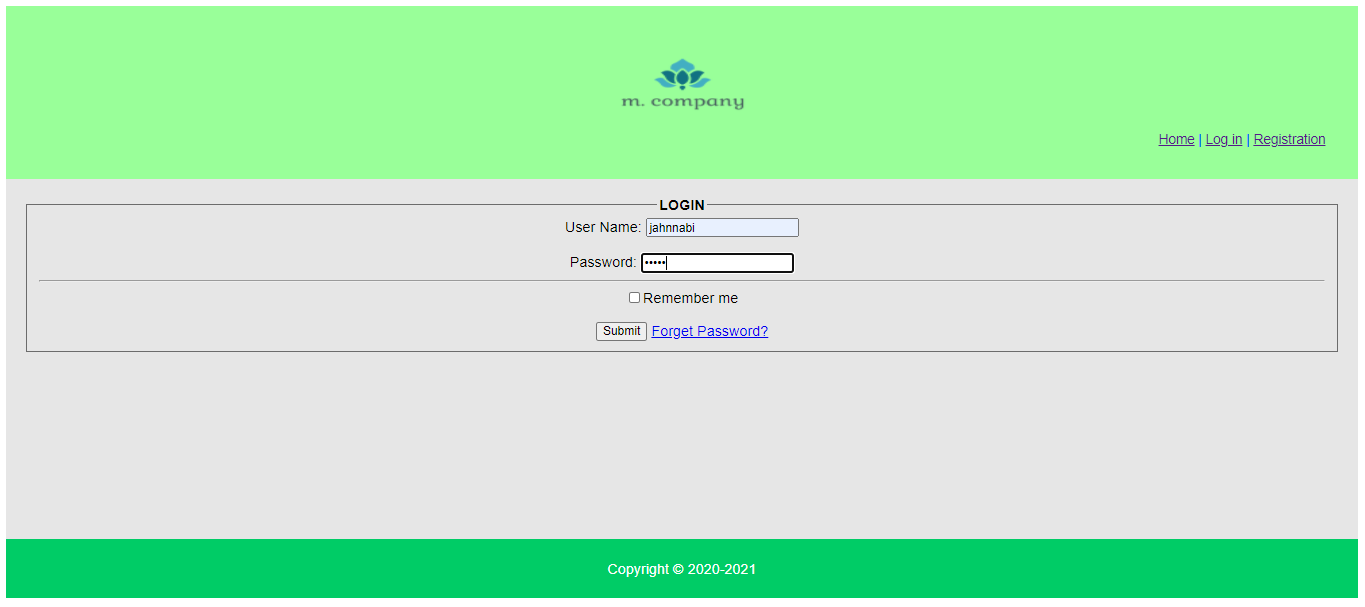 m. company
Home | Log in | Registration
LOGIN
User Name: jahnnabi
Password: •••••
Remember me
Submit Forget Password?
Copyright © 2020-2021